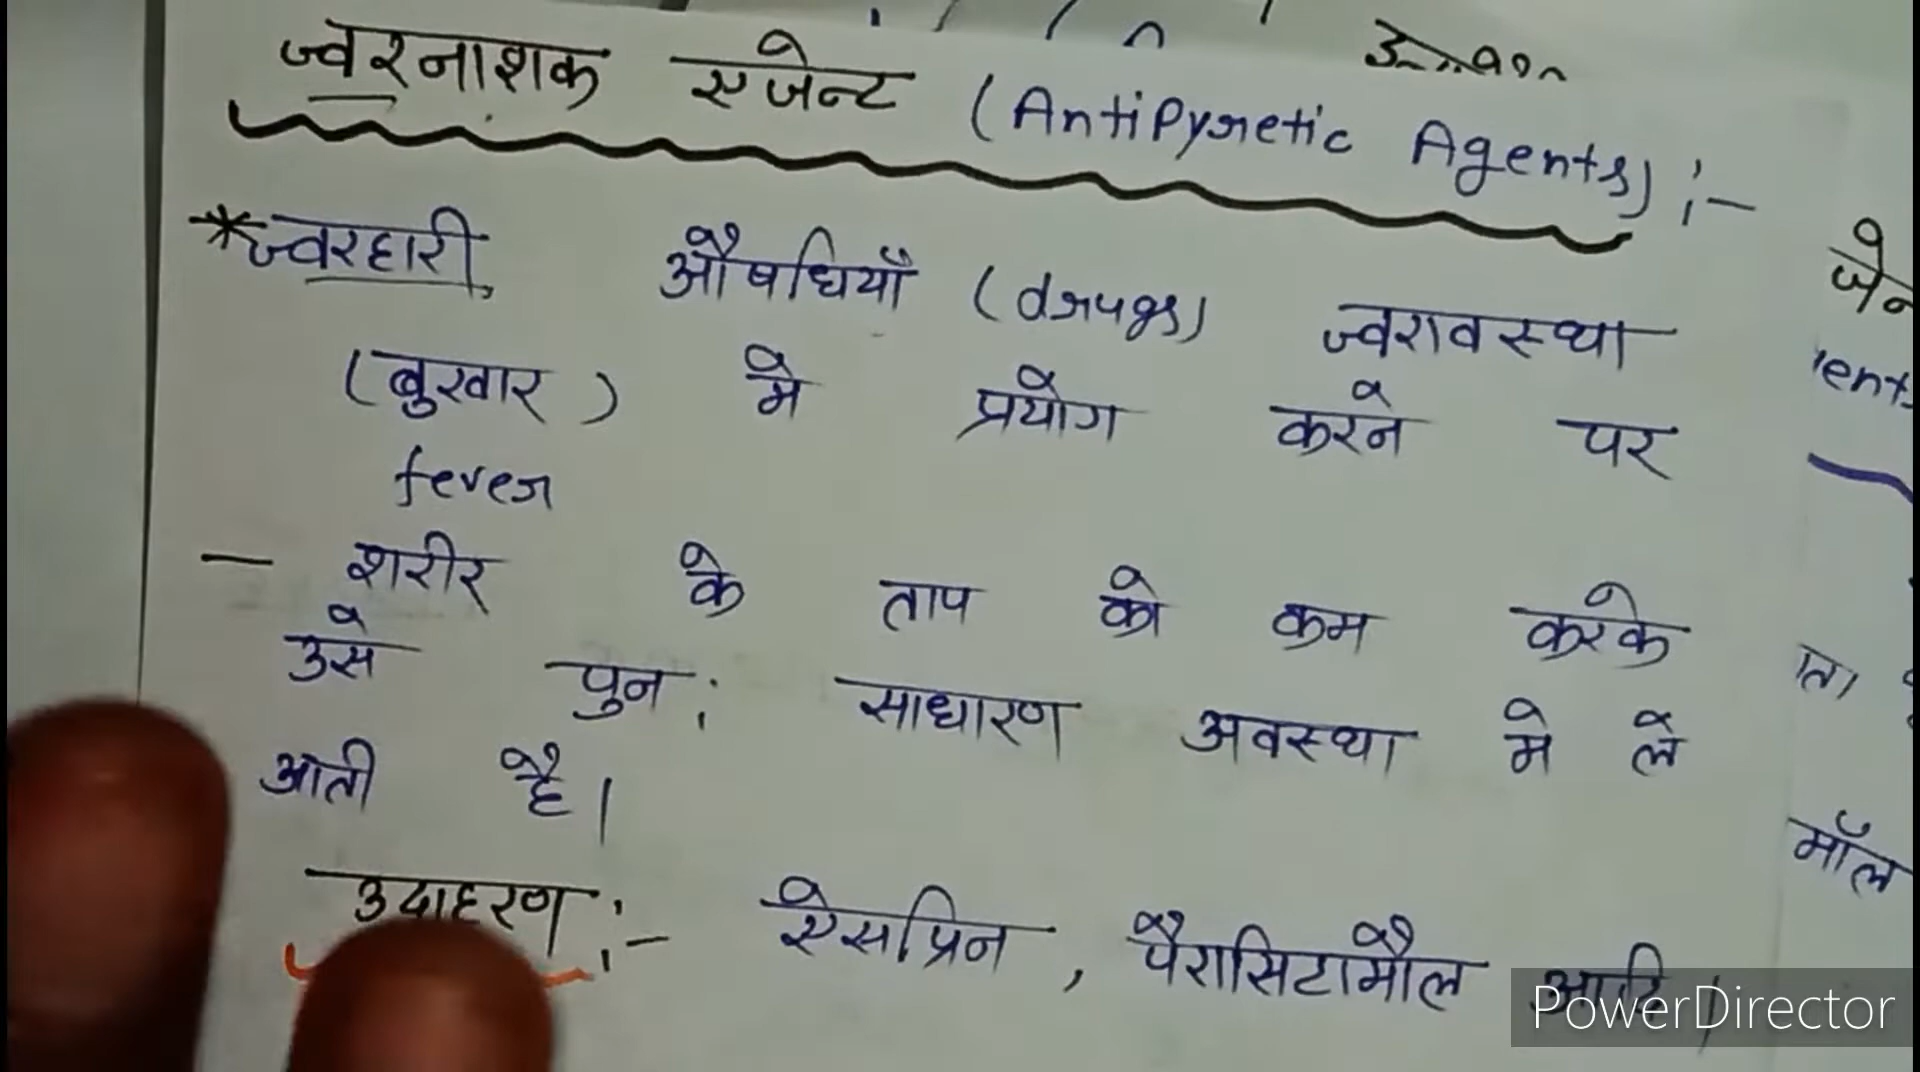 ज्वरनाशक एजेन्ट (Antipyretic Agents) :-
*ज्वरहारी औषधियाँ (drugs) ज्वरावस्था
(बुखार) मे प्रयोग करने पर
fever
- शरीर के ताप को कम करके
उसे पुन: साधारण अवस्था मे ले
आती है।
उदाहरण :- ऐसप्रिन, पैरासिटामौल आदि।
PowerDirector